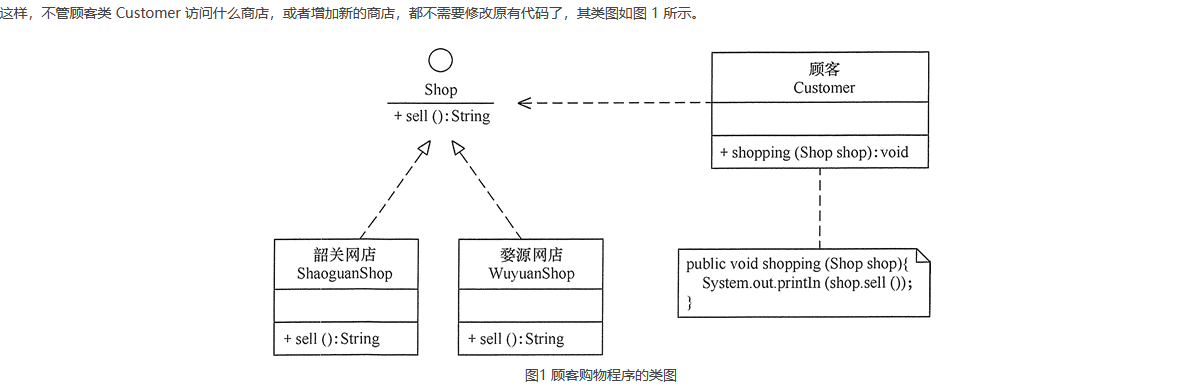 这样，不管顾客类 Customer 访问什么商店，或者增加新的商店，都不需要修改原有代码了，其类图如图 1 所示。
Shop
+ sell ():String
顾客
Customer
+ shopping (Shop shop):void
韶关网店
ShaoguanShop
+ sell ():String
婺源网店
WuyuanShop
+ sell ():String
public void shopping (Shop shop){
System.out.println (shop.sell ());
}
图1 顾客购物程序的类图